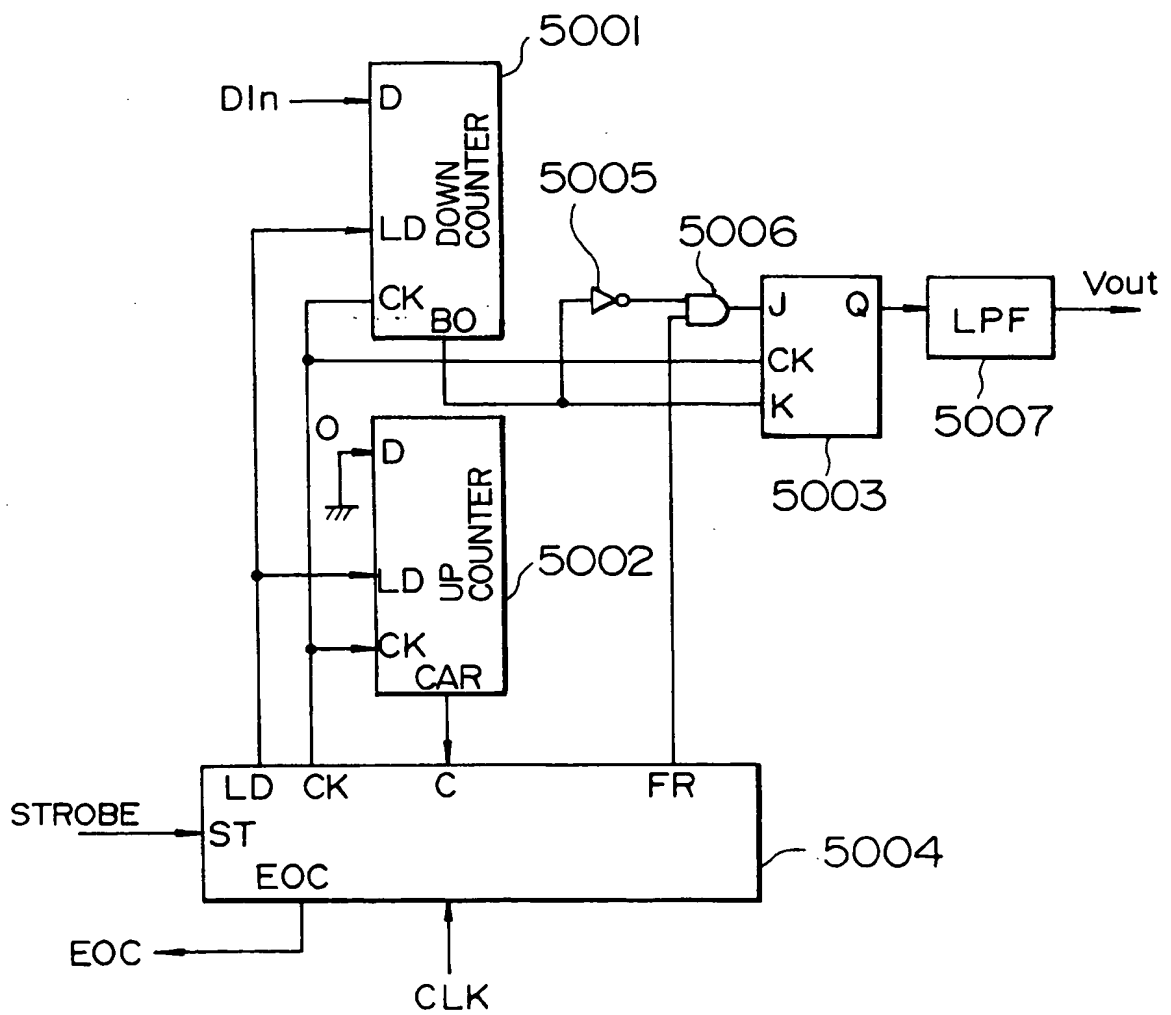 5001
DIn
D
DOWN
COUNTER
LD
CK
BO
5005
5006
J
Q
CK
K
5003
LPF
5007
Vout
0
D
UP
COUNTER
LD
CK
CAR
5002
LD
CK
C
FR
STROBE
ST
EOC
5004
EOC
CLK